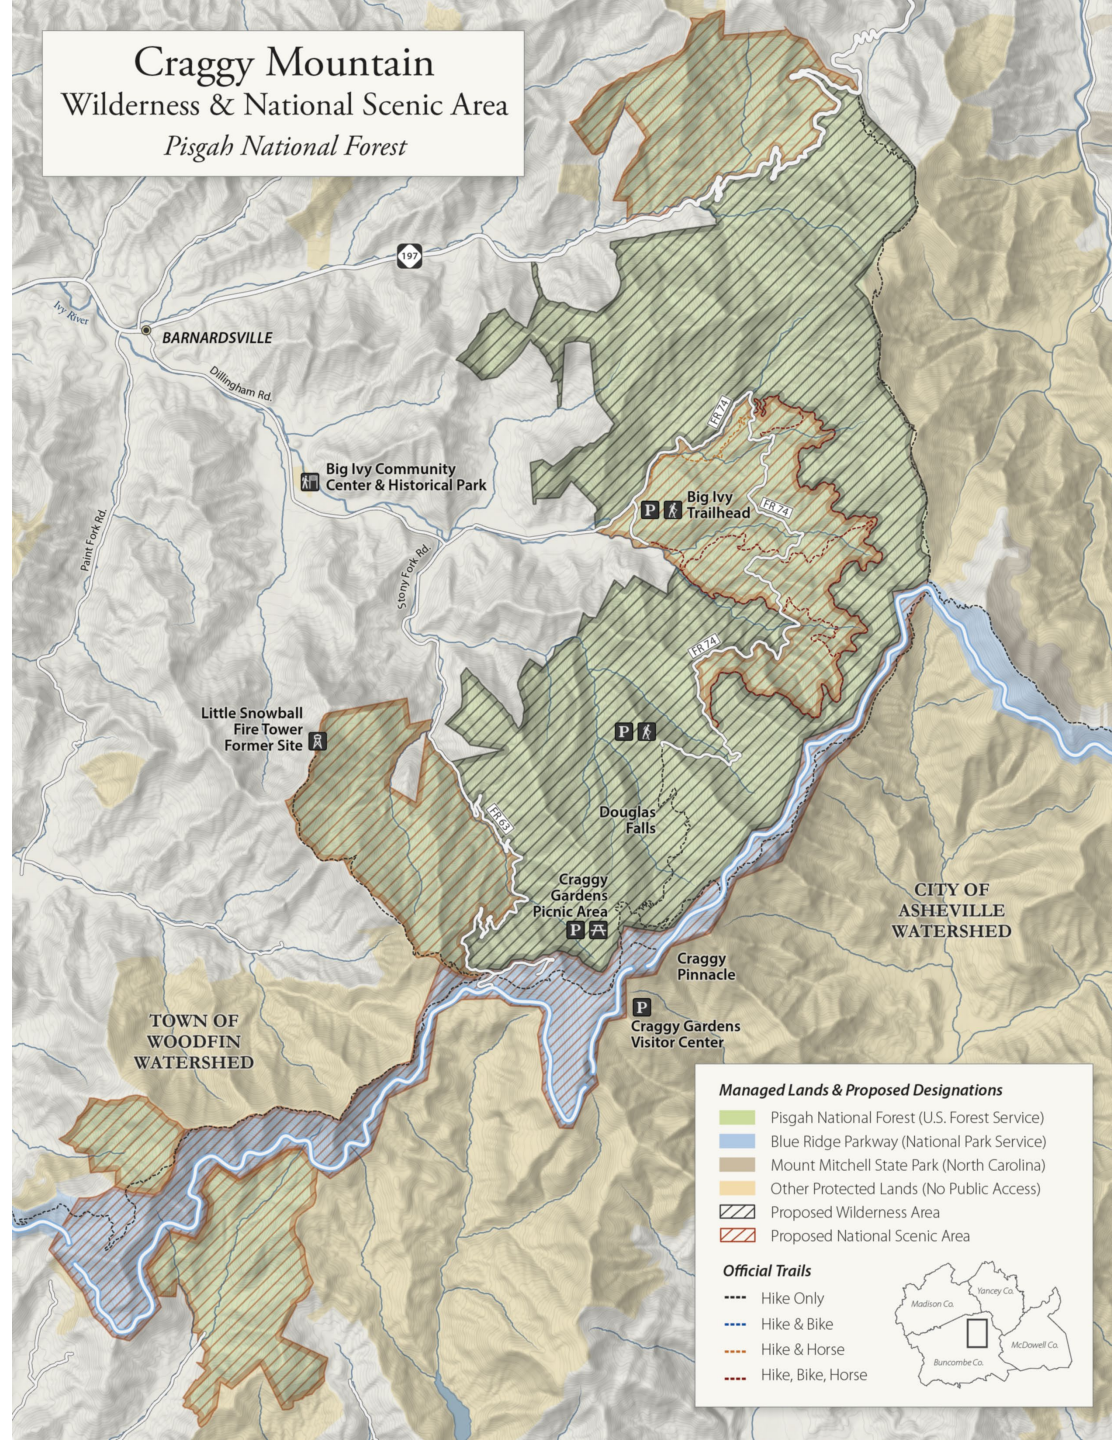 Craggy Mountain
Wilderness & National Scenic Area
Pisgah National Forest
197
Ivy River
BARNARDSVILLE
Dillingham Rd.
FR 74
Big Ivy Community
Center & Historical Park
P
Big Ivy
Trailhead
FR 74
Paint Fork Rd.
Stony Fork Rd.
FR 74
Little Snowball
Fire Tower
Former Site
P
FR 63
Douglas
Falls
Craggy
Gardens
Picnic Area
P
CITY OF
ASHEVILLE
WATERSHED
Craggy
Pinnacle
P
Craggy Gardens
Visitor Center
TOWN OF
WOODFIN
WATERSHED
Managed Lands & Proposed Designations
Pisgah National Forest (U.S. Forest Service)
Blue Ridge Parkway (National Park Service)
Mount Mitchell State Park (North Carolina)
Other Protected Lands (No Public Access)
Proposed Wilderness Area
Proposed National Scenic Area
Official Trails
Hike Only
Hike & Bike
Hike & Horse
Hike, Bike, Horse
Madison Co.
Yancey Co.
McDowell Co.
Buncombe Co.